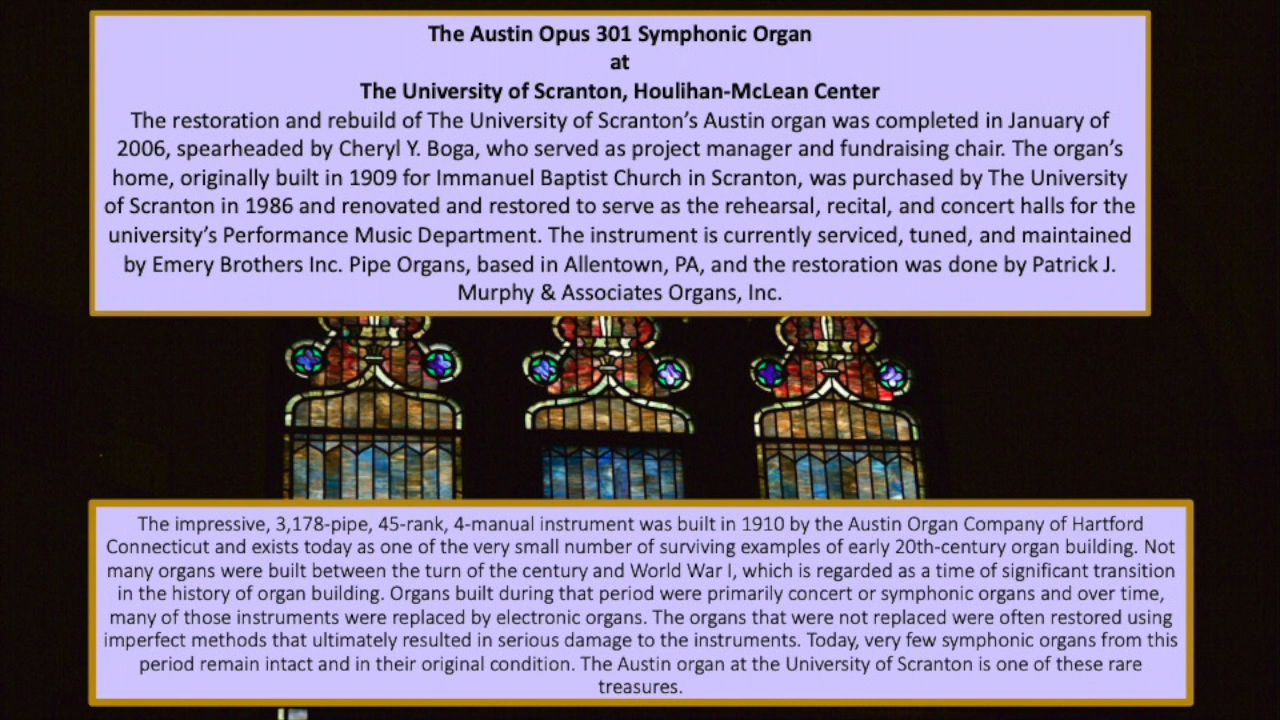 The Austin Opus 301 Symphonic Organ
at
The University of Scranton, Houlihan-McLean Center
The restoration and rebuild of The University of Scranton’s Austin organ was completed in January of
2006, spearheaded by Cheryl Y. Boga, who served as project manager and fundraising chair. The organ’s
home, originally built in 1909 for Immanuel Baptist Church in Scranton, was purchased by The University
of Scranton in 1986 and renovated and restored to serve as the rehearsal, recital, and concert halls for the
university’s Performance Music Department. The instrument is currently serviced, tuned, and maintained
by Emery Brothers Inc. Pipe Organs, based in Allentown, PA, and the restoration was done by Patrick J.
Murphy & Associates Organs, Inc.
The impressive, 3,178-pipe, 45-rank, 4-manual instrument was built in 1910 by the Austin Organ Company of Hartford
Connecticut and exists today as one of the very small number of surviving examples of early 20th-century organ building. Not
many organs were built between the turn of the century and World War I, which is regarded as a time of significant transition
in the history of organ building. Organs built during that period were primarily concert or symphonic organs and over time,
many of those instruments were replaced by electronic organs. The organs that were not replaced were often restored using
imperfect methods that ultimately resulted in serious damage to the instruments. Today, very few symphonic organs from this
period remain intact and in their original condition. The Austin organ at the University of Scranton is one of these rare
treasures.